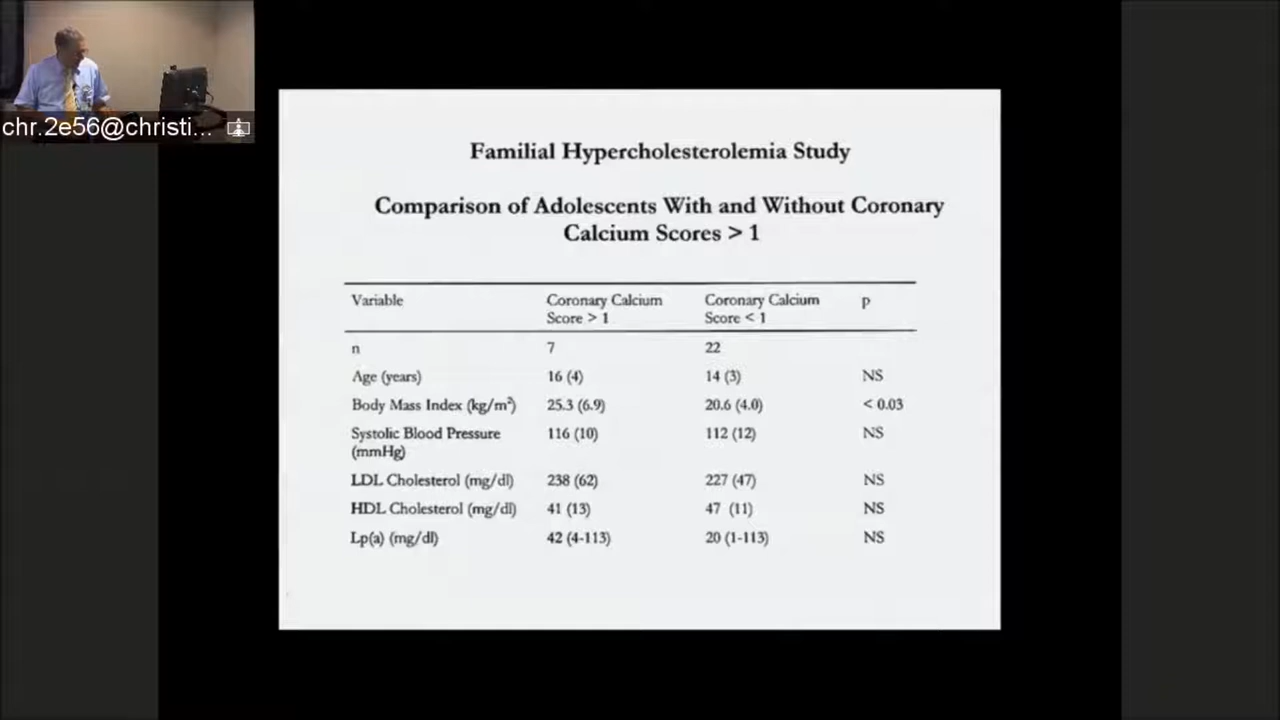 chr.2e56@christi...
Familial Hypercholesterolemia Study
Comparison of Adolescents With and Without Coronary
Calcium Scores > 1
Variable Coronary Calcium Score > 1 Coronary Calcium Score < 1 p
n 7 22
Age (years) 16 (4) 14 (3) NS
Body Mass Index (kg/m²) 25.3 (6.9) 20.6 (4.0) < 0.03
Systolic Blood Pressure (mmHg) 116 (10) 112 (12) NS
LDL Cholesterol (mg/dl) 238 (62) 227 (47) NS
HDL Cholesterol (mg/dl) 41 (13) 47 (11) NS
Lp(a) (mg/dl) 42 (4-113) 20 (1-113) NS